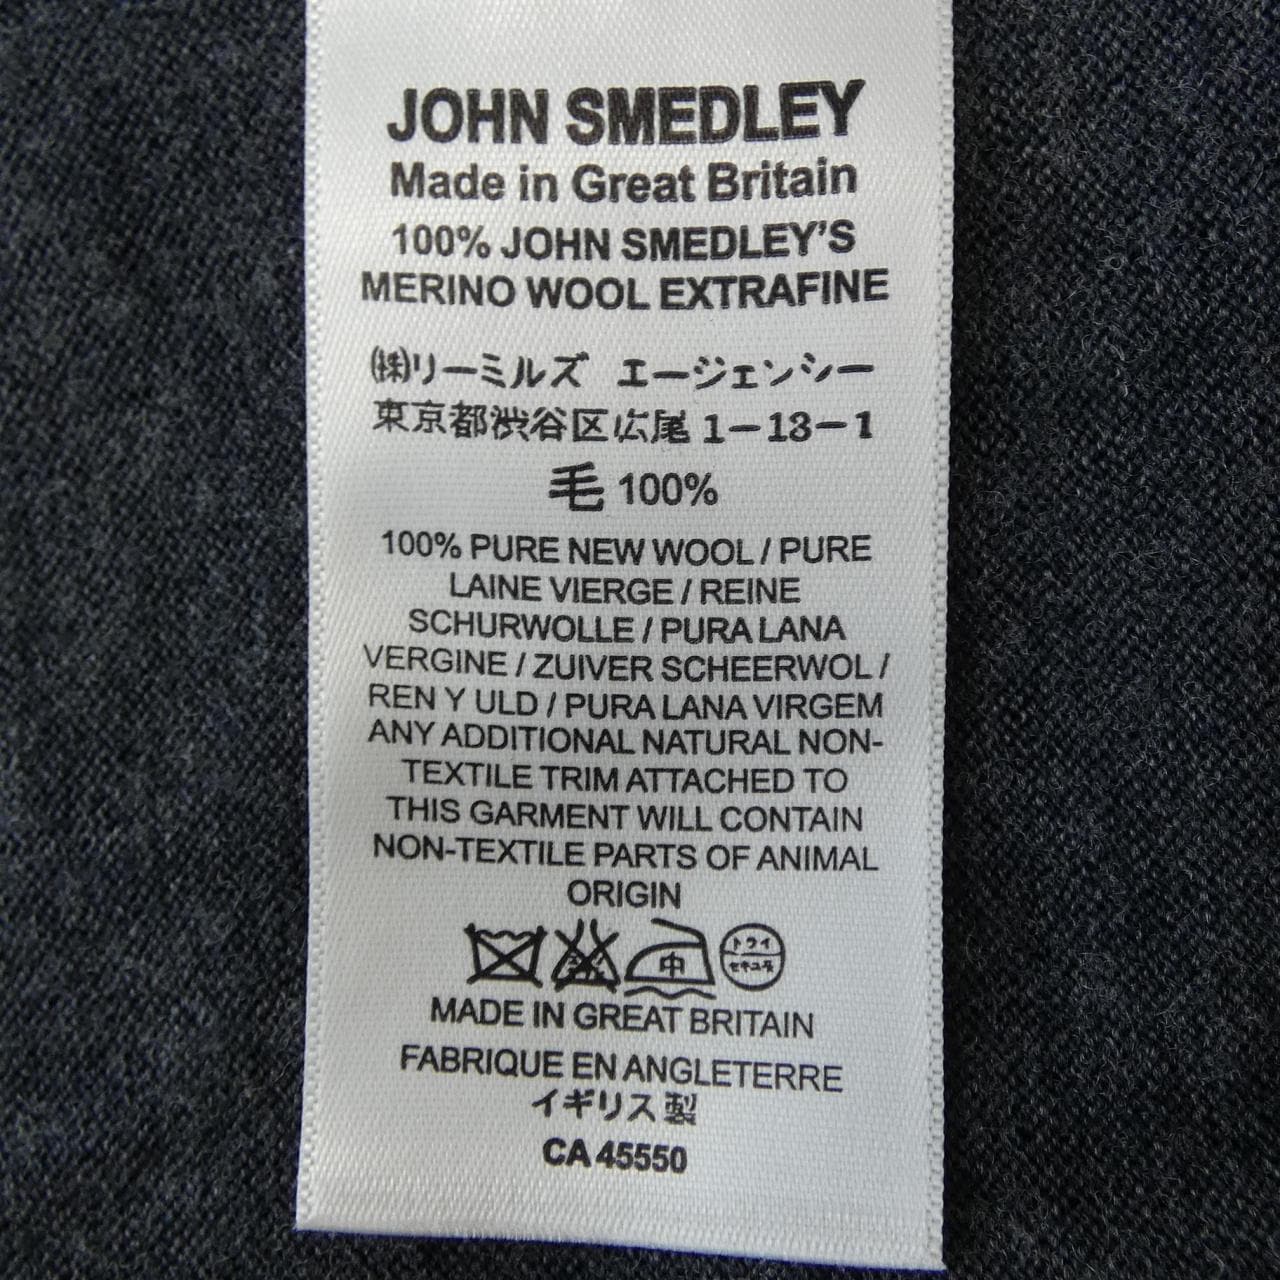 JOHN SMEDLEY
Made in Great Britain
100% JOHN SMEDLEY'S
MERINO WOOL EXTRAFINE
㈱リーミルズ エージェンシー
東京都渋谷区広尾 1-13-1
毛 100%
100% PURE NEW WOOL / PURE
LAINE VIERGE / REINE
SCHURWOLLE / PURA LANA
VERGINE / ZUIVER SCHEERWOL /
REN Y ULD / PURA LANA VIRGEM
ANY ADDITIONAL NATURAL NON-
TEXTILE TRIM ATTACHED TO
THIS GARMENT WILL CONTAIN
NON-TEXTILE PARTS OF ANIMAL
ORIGIN
中 ドライ
セキユ系
MADE IN GREAT BRITAIN
FABRIQUE EN ANGLETERRE
イギリス製
CA 45550